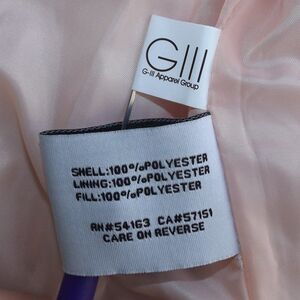 GIII
G-III Apparel Group
SHELL:100%POLYESTER
LINING:100%POLYESTER
FILL:100%POLYESTER
RN#54163 CA#57151
CARE ON REVERSE